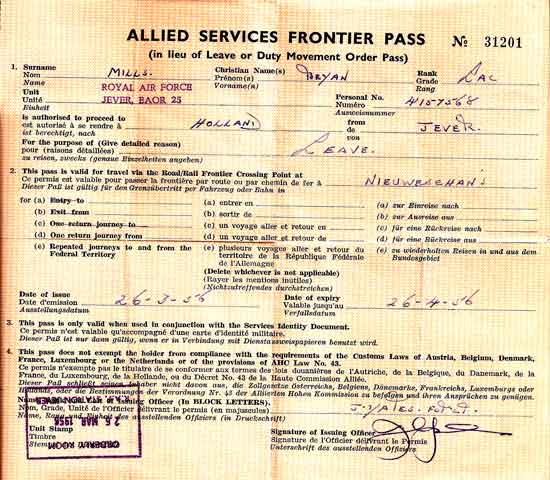 ALLIED SERVICES FRONTIER PASS № 31201
(in lieu of Leave or Duty Movement Order Pass)
1. Surname MILLS. Christian Name(s) BRYAN Rank LAC
Nom Prénom(s) Grade
Name Vorname(n) Rang
Unit ROYAL AIR FORCE Personal No. 4157568
Unité JEVER, BAOR 25 Numéro
Einheit Ausweisnummer
is authorised to proceed to HOLLAND from JEVER.
est autorisé à se rendre à de
ist berechtigt, nach von
For the purpose of (Give detailed reason) LEAVE.
pour (raisons détaillées)
zu reisen, zwecks (genaue Einzelheiten angeben)
2. This pass is valid for travel via the Road/Rail Frontier Crossing Point at NIEUWESCHANS
Ce permis est valable pour passer la frontière par route ou par chemin de fer à
Dieser Paß ist gültig für den Grenzübertritt per Fahrzeug oder Bahn in
for (a) Entry to (a) entrer en (a) zur Einreise nach
(b) Exit from (b) sortir de (b) zur Ausreise aus
(c) One return journey to (c) un voyage aller et retour en (c) für eine Rückreise nach
(d) One return journey from (d) un voyage aller et retour de (d) für eine Rückreise aus
(e) Repeated journeys to and from the Federal Territory (e) plusieurs voyages aller et retour du territoire de la République Fédérale de l'Allemagne (e) zu wiederholten Reisen in und aus dem Bundesgebiet
(Delete whichever is not applicable)
(Rayer les mentions inutiles)
(Nichtzutreffendes durchstreichen)
Date of issue 26-3-56 Date of expiry 26-4-56
Date d'émission Valable jusqu'au
Ausstellungsdatum Verfallsdatum
3. This pass is only valid when used in conjunction with the Services Identity Document.
Ce permis n'est valable qu'accompagné d'une carte d'identité militaire.
Dieser Paß ist nur dann gültig, wenn er in Verbindung mit Dienstausweispapieren benutzt wird.
4. This pass does not exempt the holder from compliance with the requirements of the Customs Laws of Austria, Belgium, Denmark,
France, Luxembourg or the Netherlands or of the provisions of AHC Law No. 43.
Ce permis n'exempte pas le titulaire de se conformer aux termes des lois douanières de l'Autriche, de la Belgique, du Danemark, de la
France, du Luxembourg, de la Hollande, ou du Décret No. 43 de la Haute Commission Alliée.
Dieser Paß schließt seinen Inhaber nicht davon aus, die Zollgesetze Österreichs, Belgiens, Dänemarks, Frankreichs, Luxemburgs oder
Hollands, oder die Bestimmungen der Verordnung Nr. 43 der Alliierten Hohen Kommission zu befolgen und ihren Ansprüchen zu genügen.
of Issuing Officer (In BLOCK LETTERS). J. YATES.
Nom, Grade, Unité de l'Officier délivrant le permis (en majuscules)
Name, Rang und Einheit des ausstellenden Offiziers (in Druckschrift)
Unit Stamp Signature of Issuing Officer
Timbre Signature de l'Officier délivrant le Permis
Unterschrift des ausstellenden Offiziers
ORDERLY ROOM
26 MAR 1956